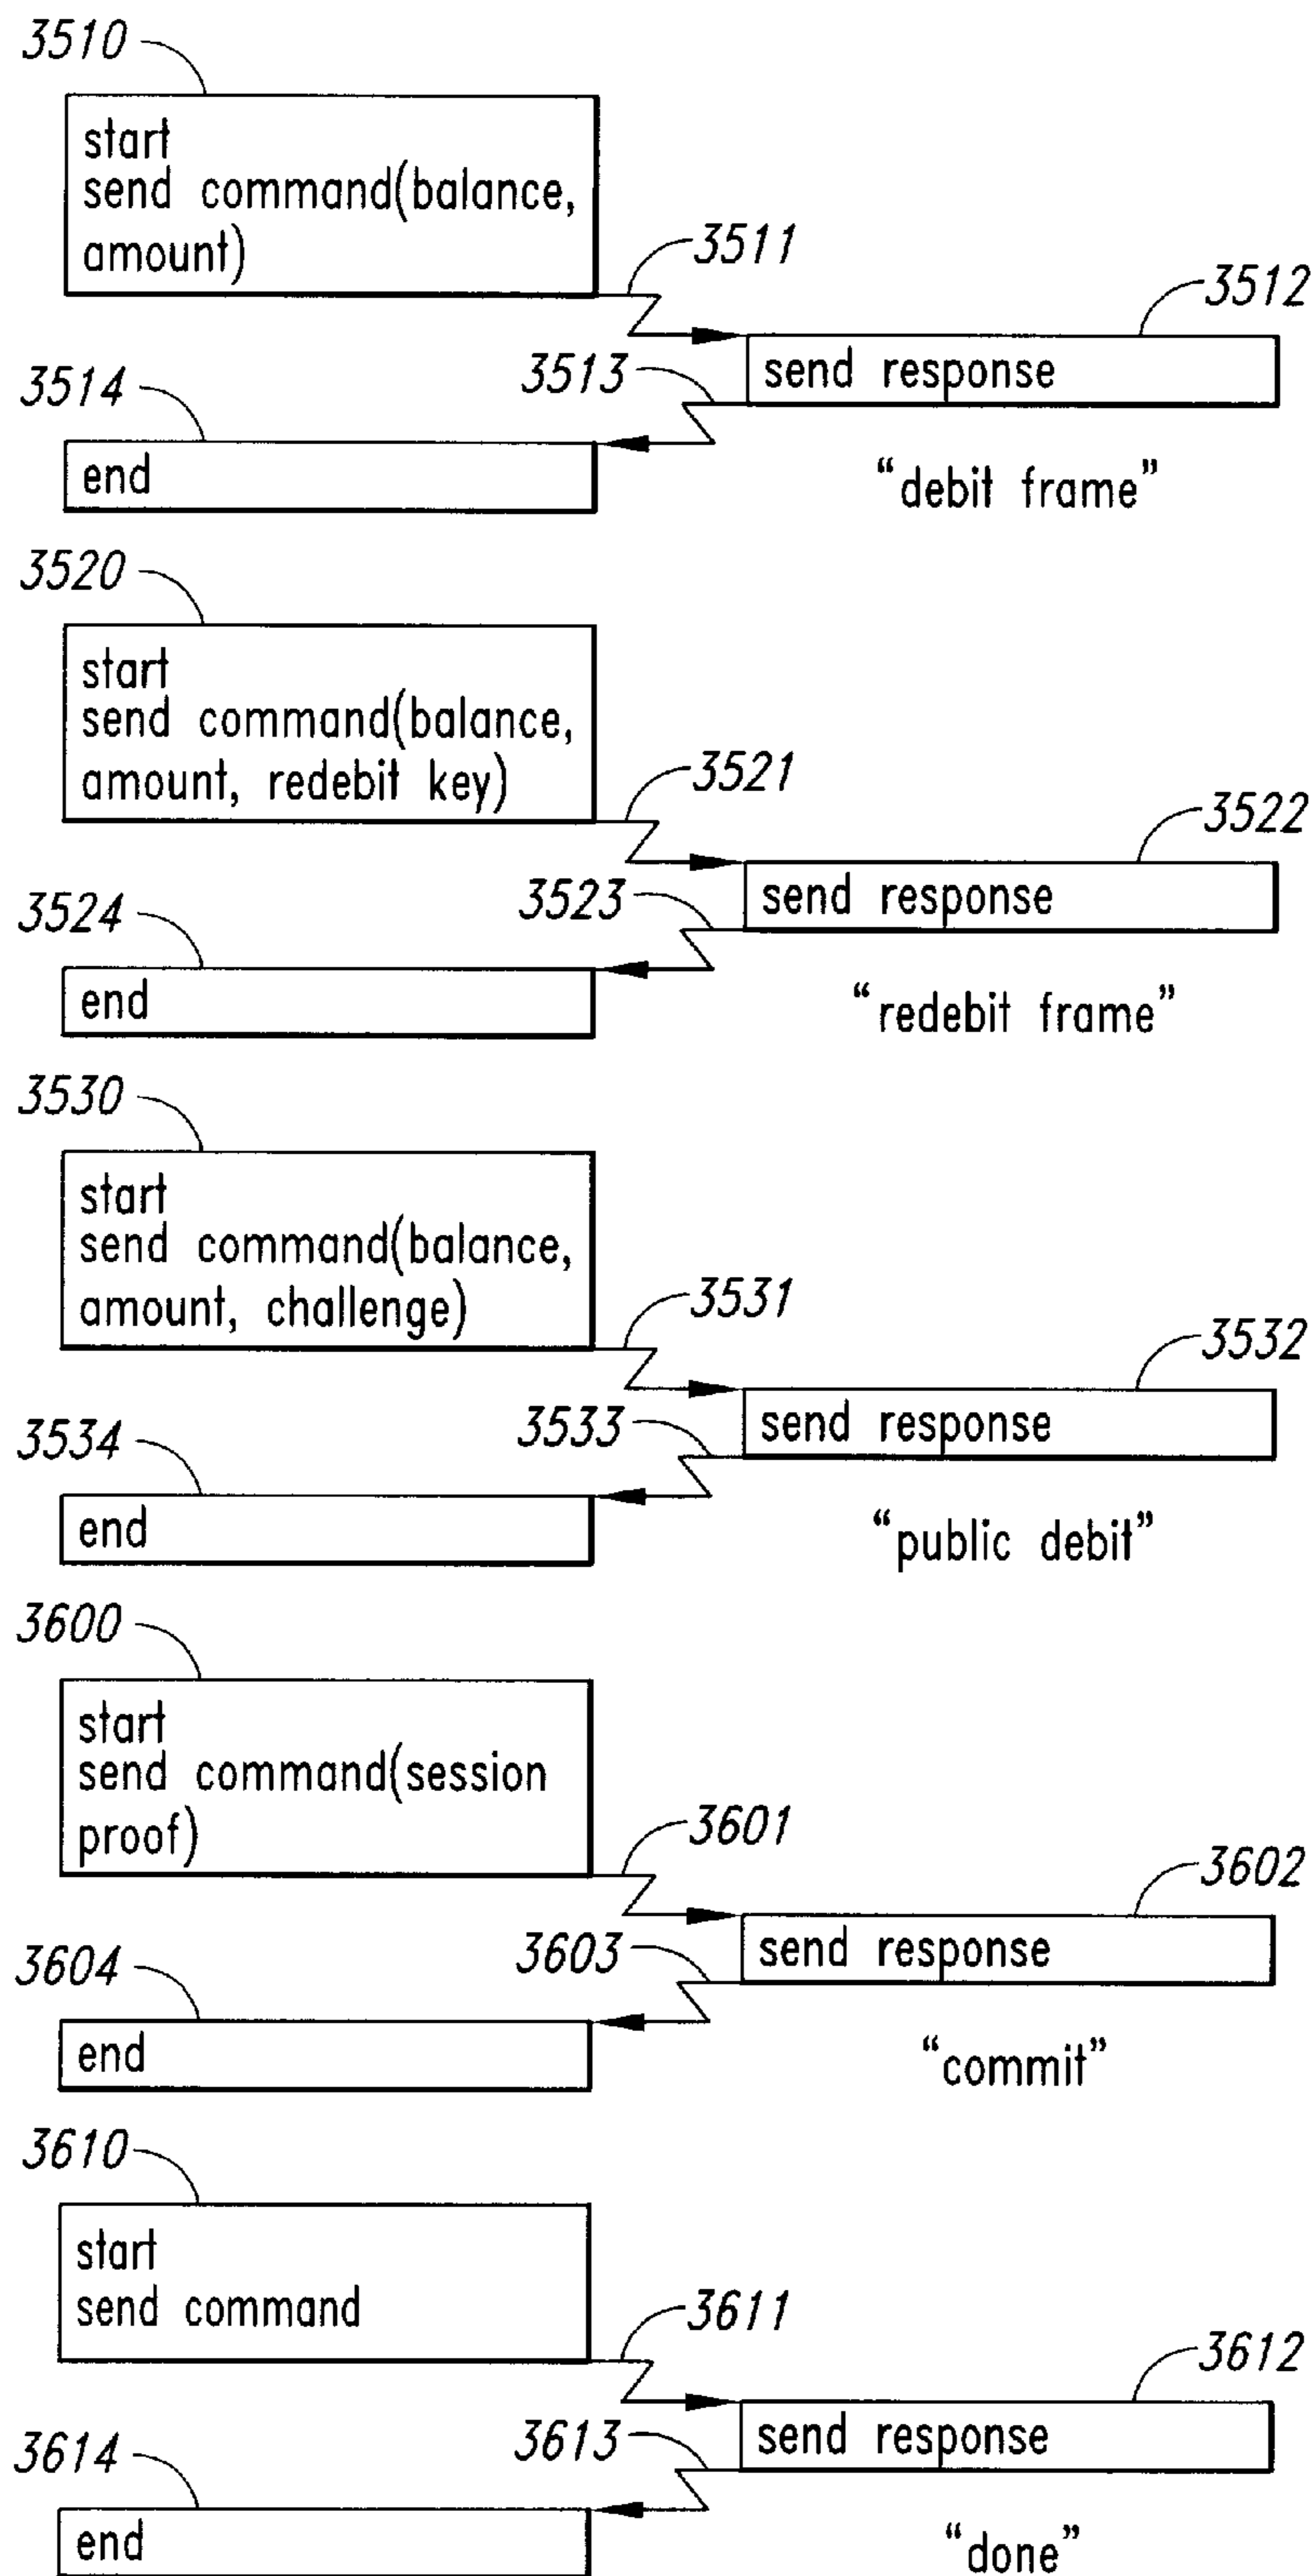 3510
start
send command(balance,
amount)
3511
3512
send response
3513
3514
end
“debit frame”
3520
start
send command(balance,
amount, redebit key)
3521
3522
send response
3523
3524
end
“redebit frame”
3530
start
send command(balance,
amount, challenge)
3531
3532
send response
3533
3534
end
“public debit”
3600
start
send command(session
proof)
3601
3602
send response
3603
3604
end
“commit”
3610
start
send command
3611
3612
send response
3613
3614
end
“done”